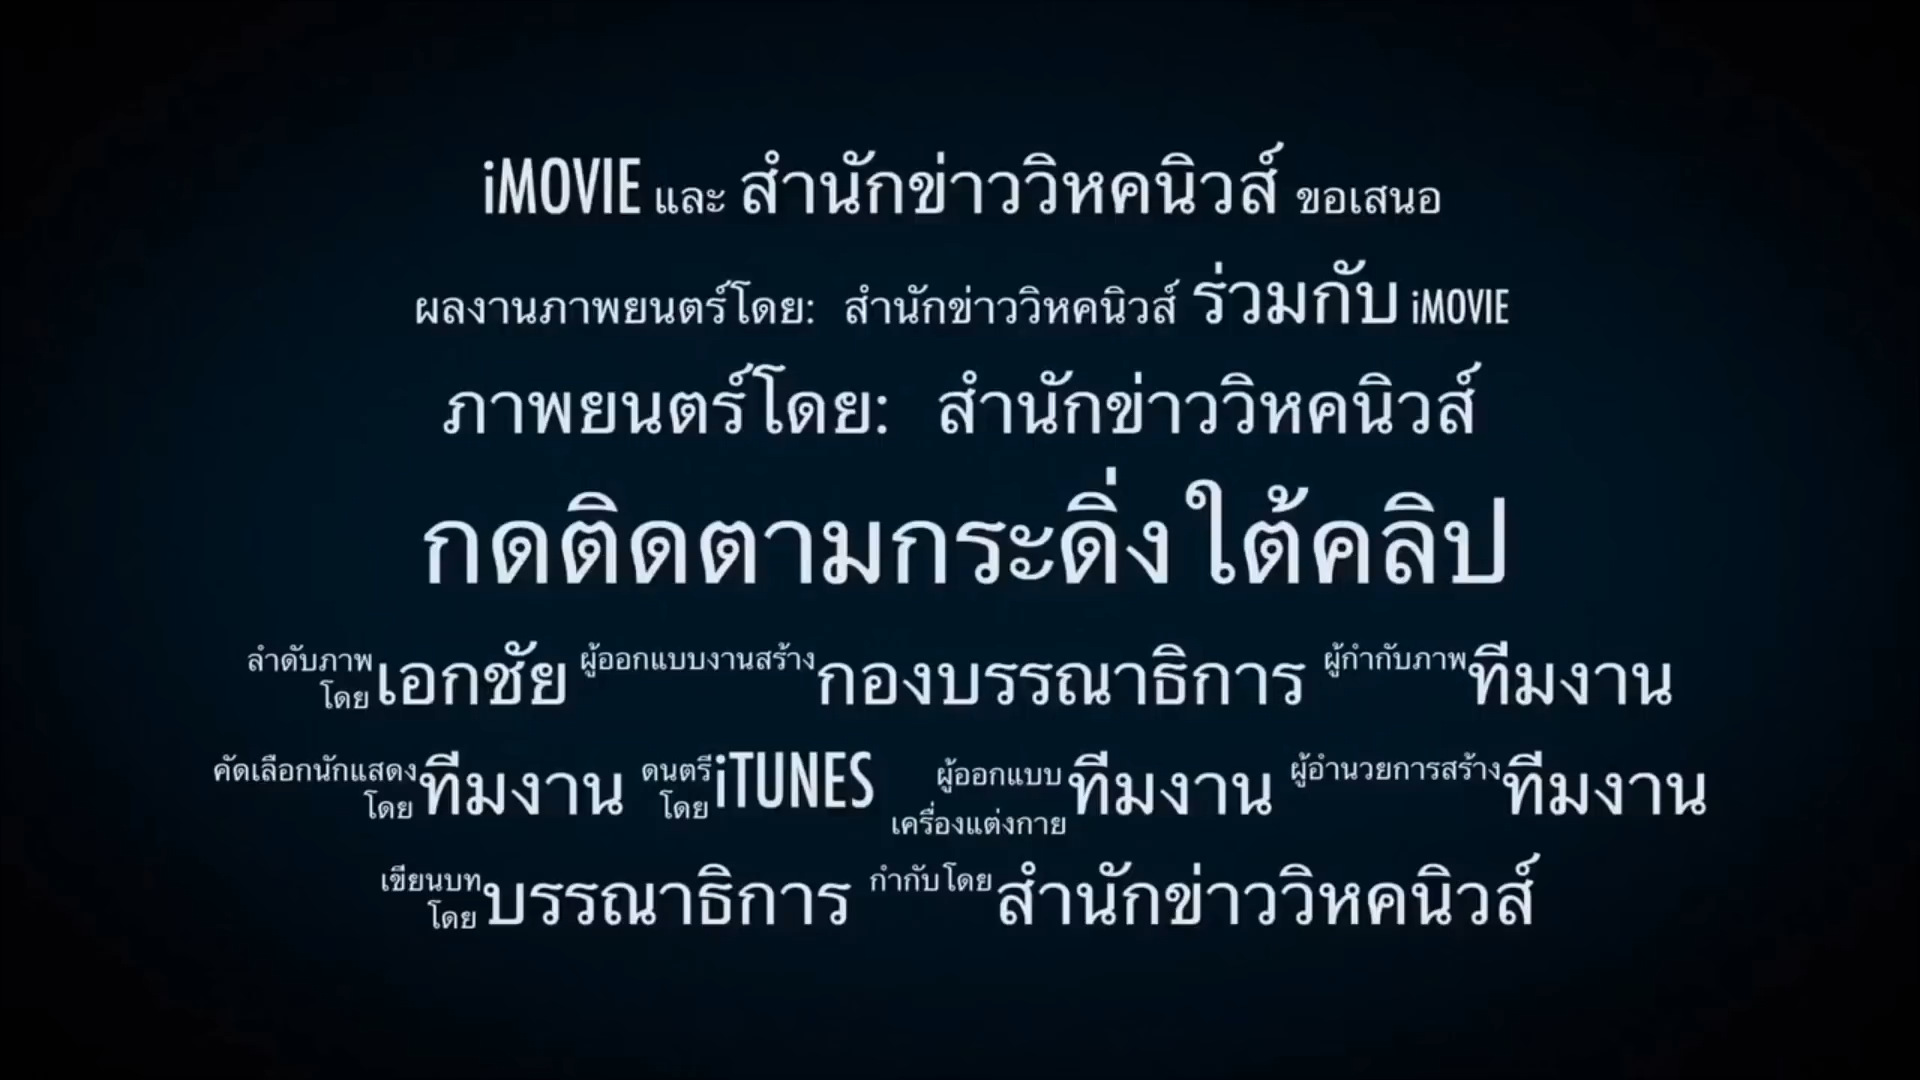 iMOVIE และ สำนักข่าววิหคนิวส์ ขอเสนอ
ผลงานภาพยนตร์โดย: สำนักข่าววิหคนิวส์ ร่วมกับ iMOVIE
ภาพยนตร์โดย: สำนักข่าววิหคนิวส์
กดติดตามกระดิ่งใต้คลิป
ลำดับภาพโดย เอกชัย ผู้ออกแบบงานสร้าง กองบรรณาธิการ ผู้กำกับภาพ ทีมงาน
คัดเลือกนักแสดงโดย ทีมงาน ดนตรีโดย iTUNES ผู้ออกแบบเครื่องแต่งกาย ทีมงาน ผู้อำนวยการสร้าง ทีมงาน
เขียนบทโดย บรรณาธิการ กำกับโดย สำนักข่าววิหคนิวส์